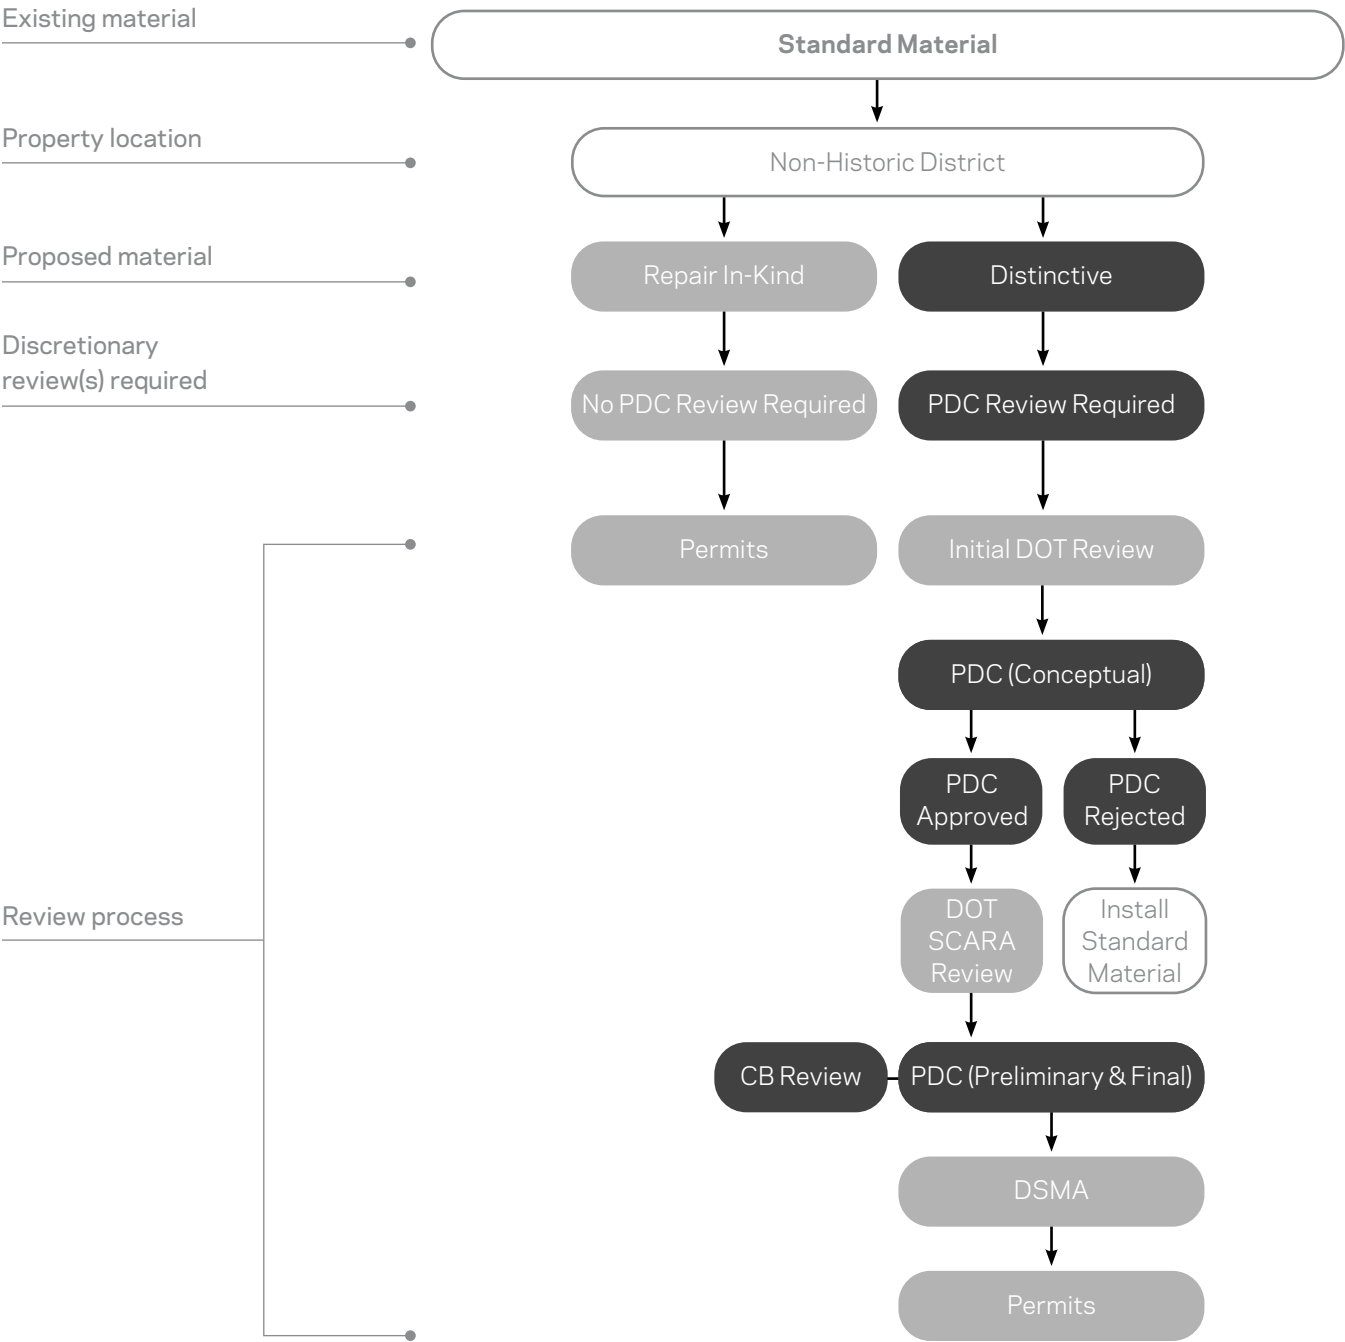 Existing material
Standard Material
Property location
Non-Historic District
Proposed material
Repair In-Kind
Distinctive
Discretionary
review(s) required
No PDC Review Required
PDC Review Required
Permits
Initial DOT Review
PDC (Conceptual)
PDC
Approved
PDC
Rejected
Review process
DOT
SCARA
Review
Install
Standard
Material
CB Review
PDC (Preliminary & Final)
DSMA
Permits